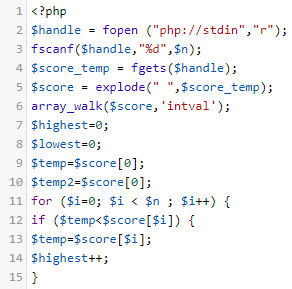 1 <?php
2 $handle = fopen ("php://stdin","r");
3 fscanf($handle,"%d",$n);
4 $score_temp = fgets($handle);
5 $score = explode(" ",$score_temp);
6 array_walk($score,'intval');
7 $highest=0;
8 $lowest=0;
9 $temp=$score[0];
10 $temp2=$score[0];
11 for ($i=0; $i < $n ; $i++) {
12 if ($temp<$score[$i]) {
13 $temp=$score[$i];
14 $highest++;
15 }